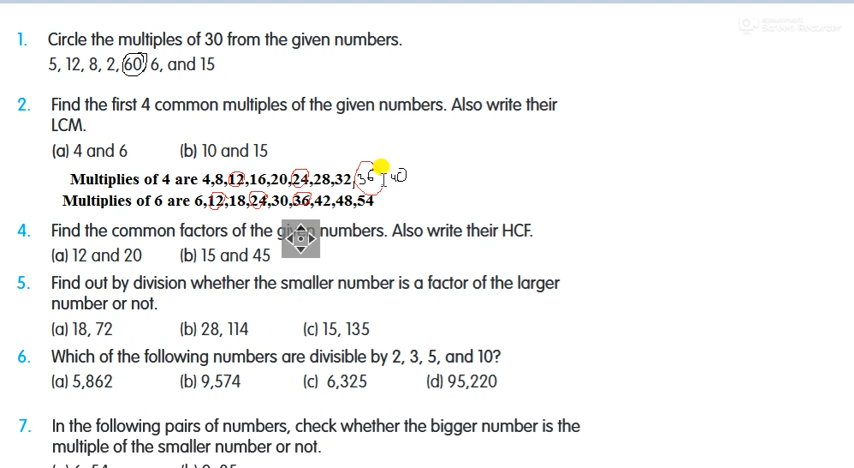 1. Circle the multiples of 30 from the given numbers.
5, 12, 8, 2, 60, 6, and 15
2. Find the first 4 common multiples of the given numbers. Also write their
LCM.
(a) 4 and 6 (b) 10 and 15
Multiplies of 4 are 4,8,12,16,20,24,28,32,36, 40
Multiplies of 6 are 6,12,18,24,30,36,42,48,54
4. Find the common factors of the given numbers. Also write their HCF.
(a) 12 and 20 (b) 15 and 45
5. Find out by division whether the smaller number is a factor of the larger
number or not.
(a) 18, 72 (b) 28, 114 (c) 15, 135
6. Which of the following numbers are divisible by 2, 3, 5, and 10?
(a) 5,862 (b) 9,574 (c) 6,325 (d) 95,220
7. In the following pairs of numbers, check whether the bigger number is the
multiple of the smaller number or not.